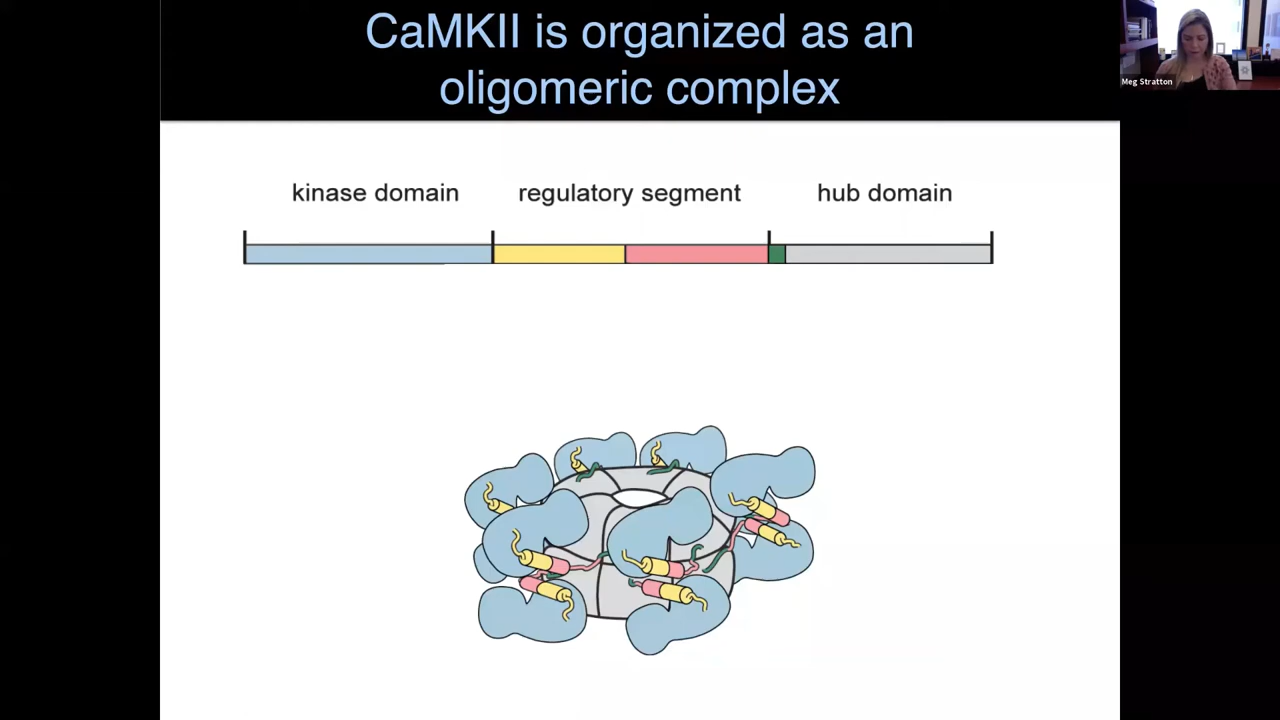 CaMKII is organized as an
oligomeric complex
Meg Stratton
kinase domain regulatory segment hub domain